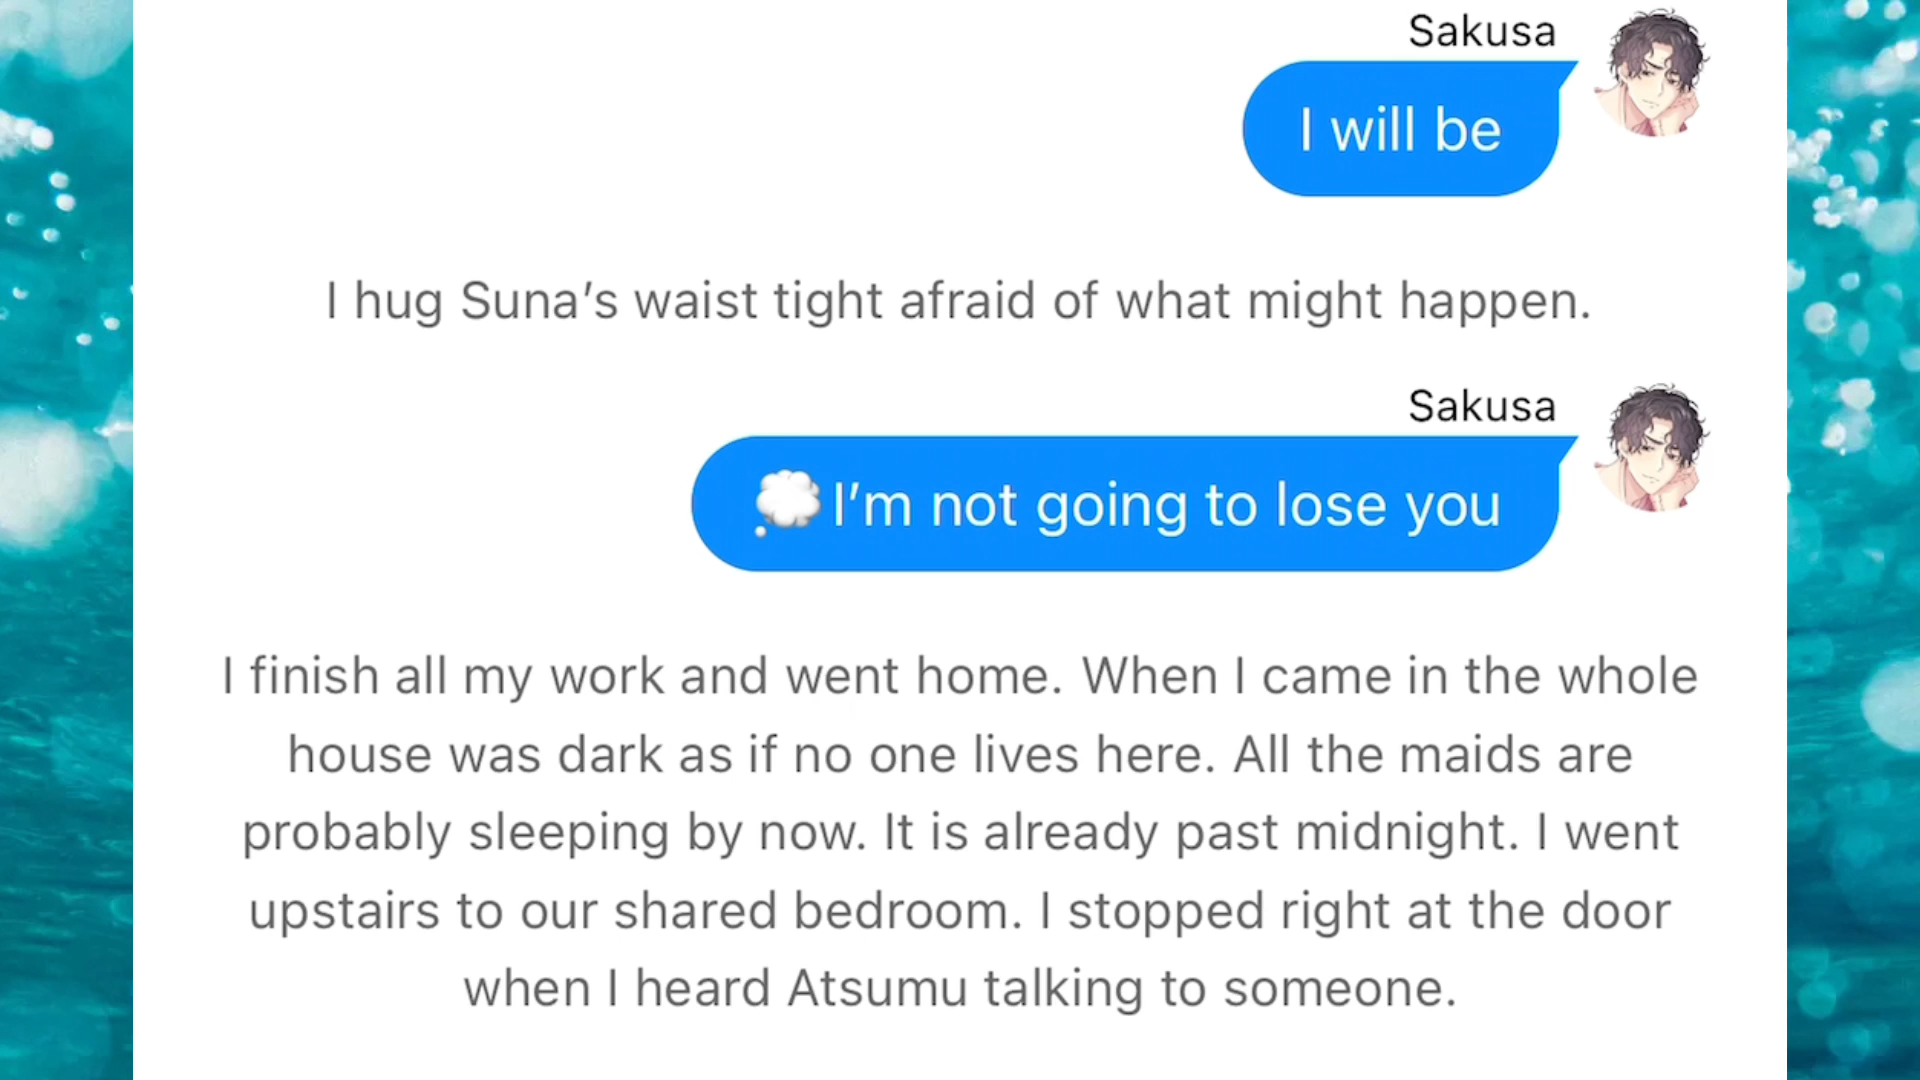 Sakusa
I will be
I hug Suna’s waist tight afraid of what might happen.
Sakusa
💭I’m not going to lose you
I finish all my work and went home. When I came in the whole
house was dark as if no one lives here. All the maids are
probably sleeping by now. It is already past midnight. I went
upstairs to our shared bedroom. I stopped right at the door
when I heard Atsumu talking to someone.